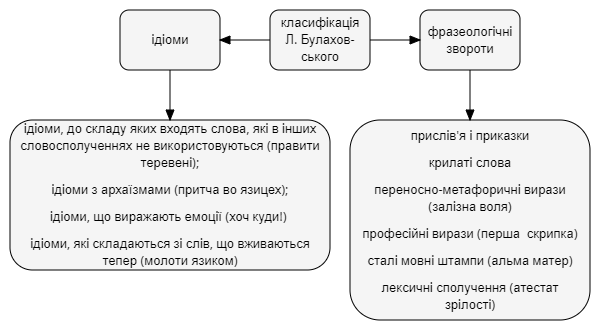 ідіоми
класифікація
Л. Булахов-
ського
фразеологічні
звороти
ідіоми, до складу яких входять слова, які в інших
словосполученнях не використовуються (правити
теревені);
ідіоми з архаїзмами (притча во язицех);
ідіоми, що виражають емоції (хоч куди!)
ідіоми, які складаються зі слів, що вживаються
тепер (молоти язиком)
прислів'я і приказки
крилаті слова
переносно-метафоричні вирази
(залізна воля)
професійні вирази (перша скрипка)
сталі мовні штампи (альма матер)
лексичні сполучення (атестат
зрілості)